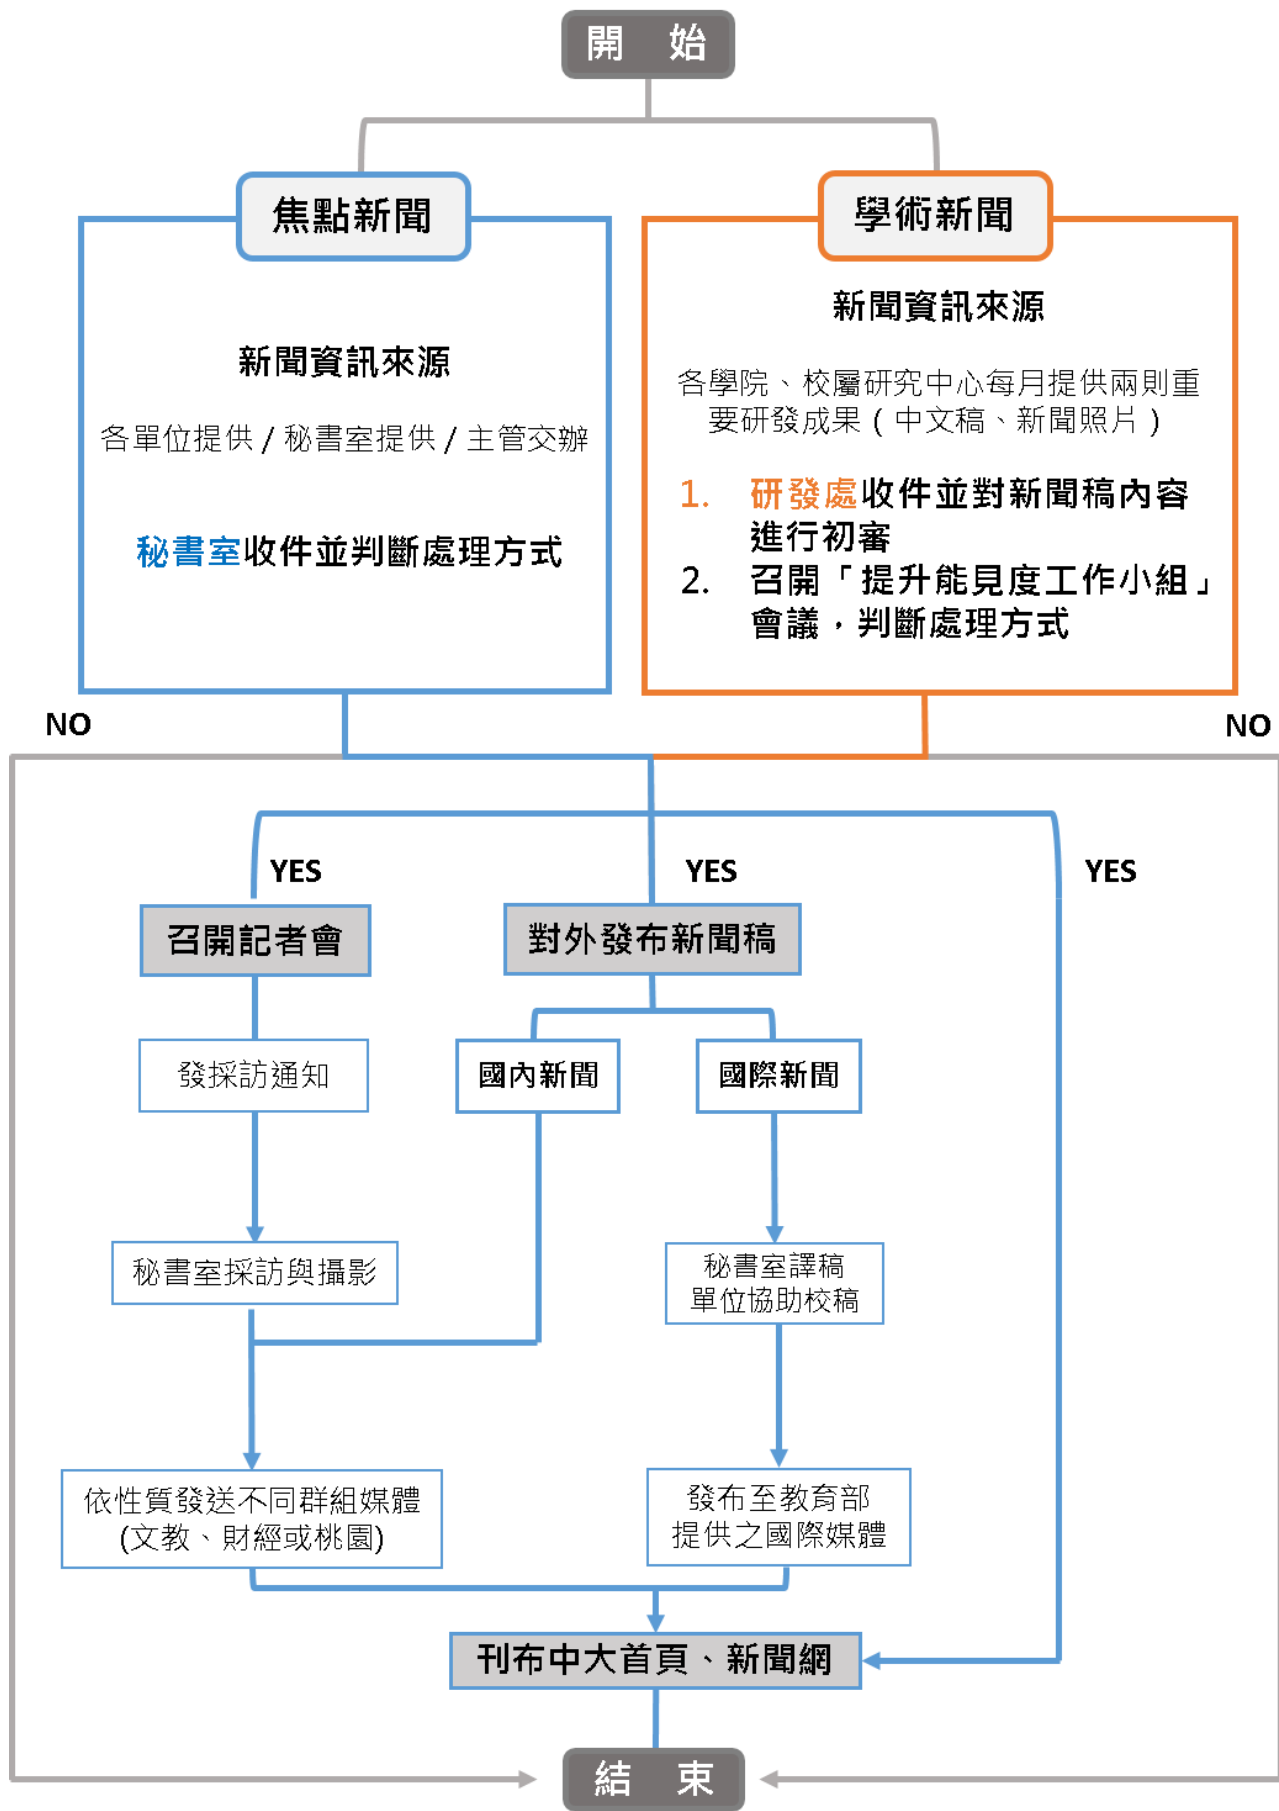 開 始
焦點新聞
新聞資訊來源
各單位提供 / 秘書室提供 / 主管交辦
秘書室收件並判斷處理方式
學術新聞
新聞資訊來源
各學院、校屬研究中心每月提供兩則重
要研發成果（中文稿、新聞照片）
1. 研發處收件並對新聞稿內容
進行初審
2. 召開「提升能見度工作小組」
會議，判斷處理方式
NO
NO
YES
YES
YES
召開記者會
對外發布新聞稿
發採訪通知
國內新聞
國際新聞
秘書室採訪與攝影
秘書室譯稿
單位協助校稿
依性質發送不同群組媒體
(文教、財經或桃園)
發布至教育部
提供之國際媒體
刊布中大首頁、新聞網
結 束